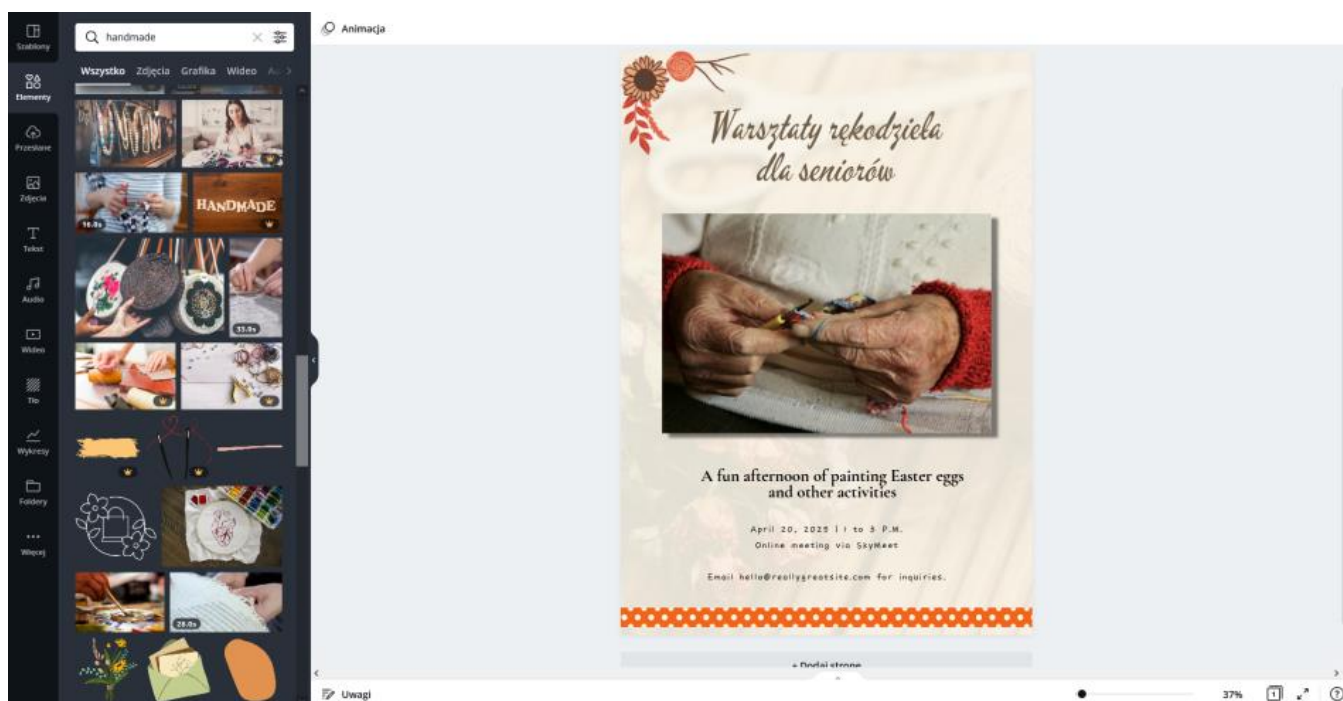 Szablony
Elementy
Przesłane
Zdjęcia
Tekst
Audio
Wideo
Tło
Wykresy
Foldery
Więcej
handmade
Wszystko Zdjęcia Grafika Wideo
HANDMADE
16.0s
33.0s
28.0s
Animacja
Warsztaty rękodzieła
dla seniorów
A fun afternoon of painting Easter eggs
and other activities
April 20, 2025 | 1 to 3 P.M.
Online meeting via SkyMeet
Email hello@reallygreatsite.com for inquiries.
+ Dodaj stronę
Uwagi
37%
1